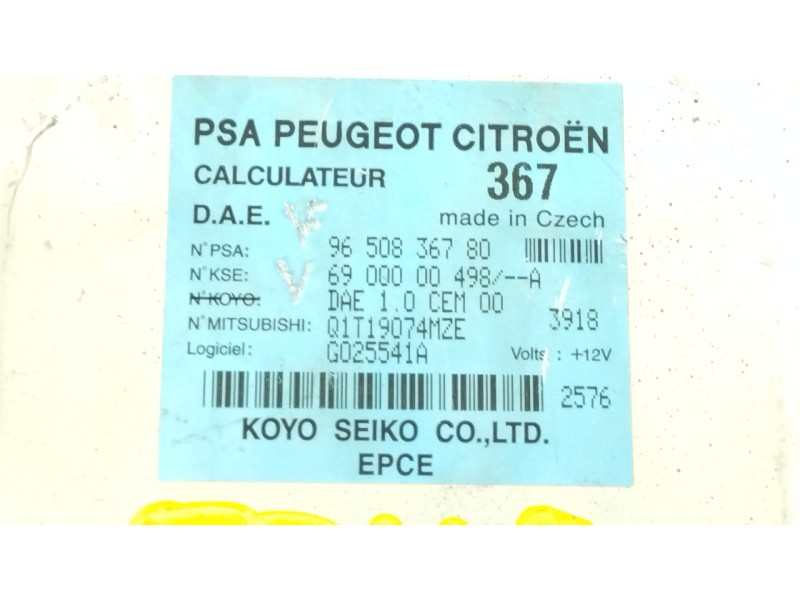 PSA PEUGEOT CITROËN
CALCULATEUR 367
D.A.E. made in Czech
N°PSA: 96 508 367 80
N°KSE: 69 000 00 498/--A
N°KOYO: DAE 1.0 CEM 00
N°MITSUBISHI: Q1T19074MZE 3918
Logiciel: G025541A Volts : +12V
2576
KOYO SEIKO CO.,LTD.
EPCE